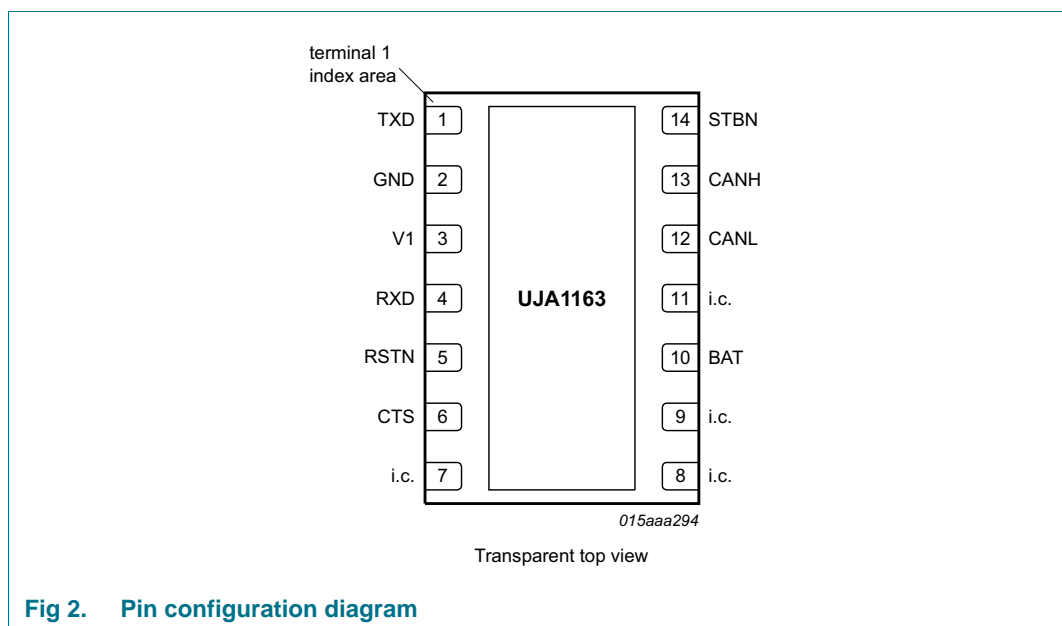 terminal 1
index area
TXD 1
GND 2
V1 3
RXD 4
RSTN 5
CTS 6
i.c. 7
UJA1163
14 STBN
13 CANH
12 CANL
11 i.c.
10 BAT
9 i.c.
8 i.c.
015aaa294
Transparent top view
Fig 2. Pin configuration diagram